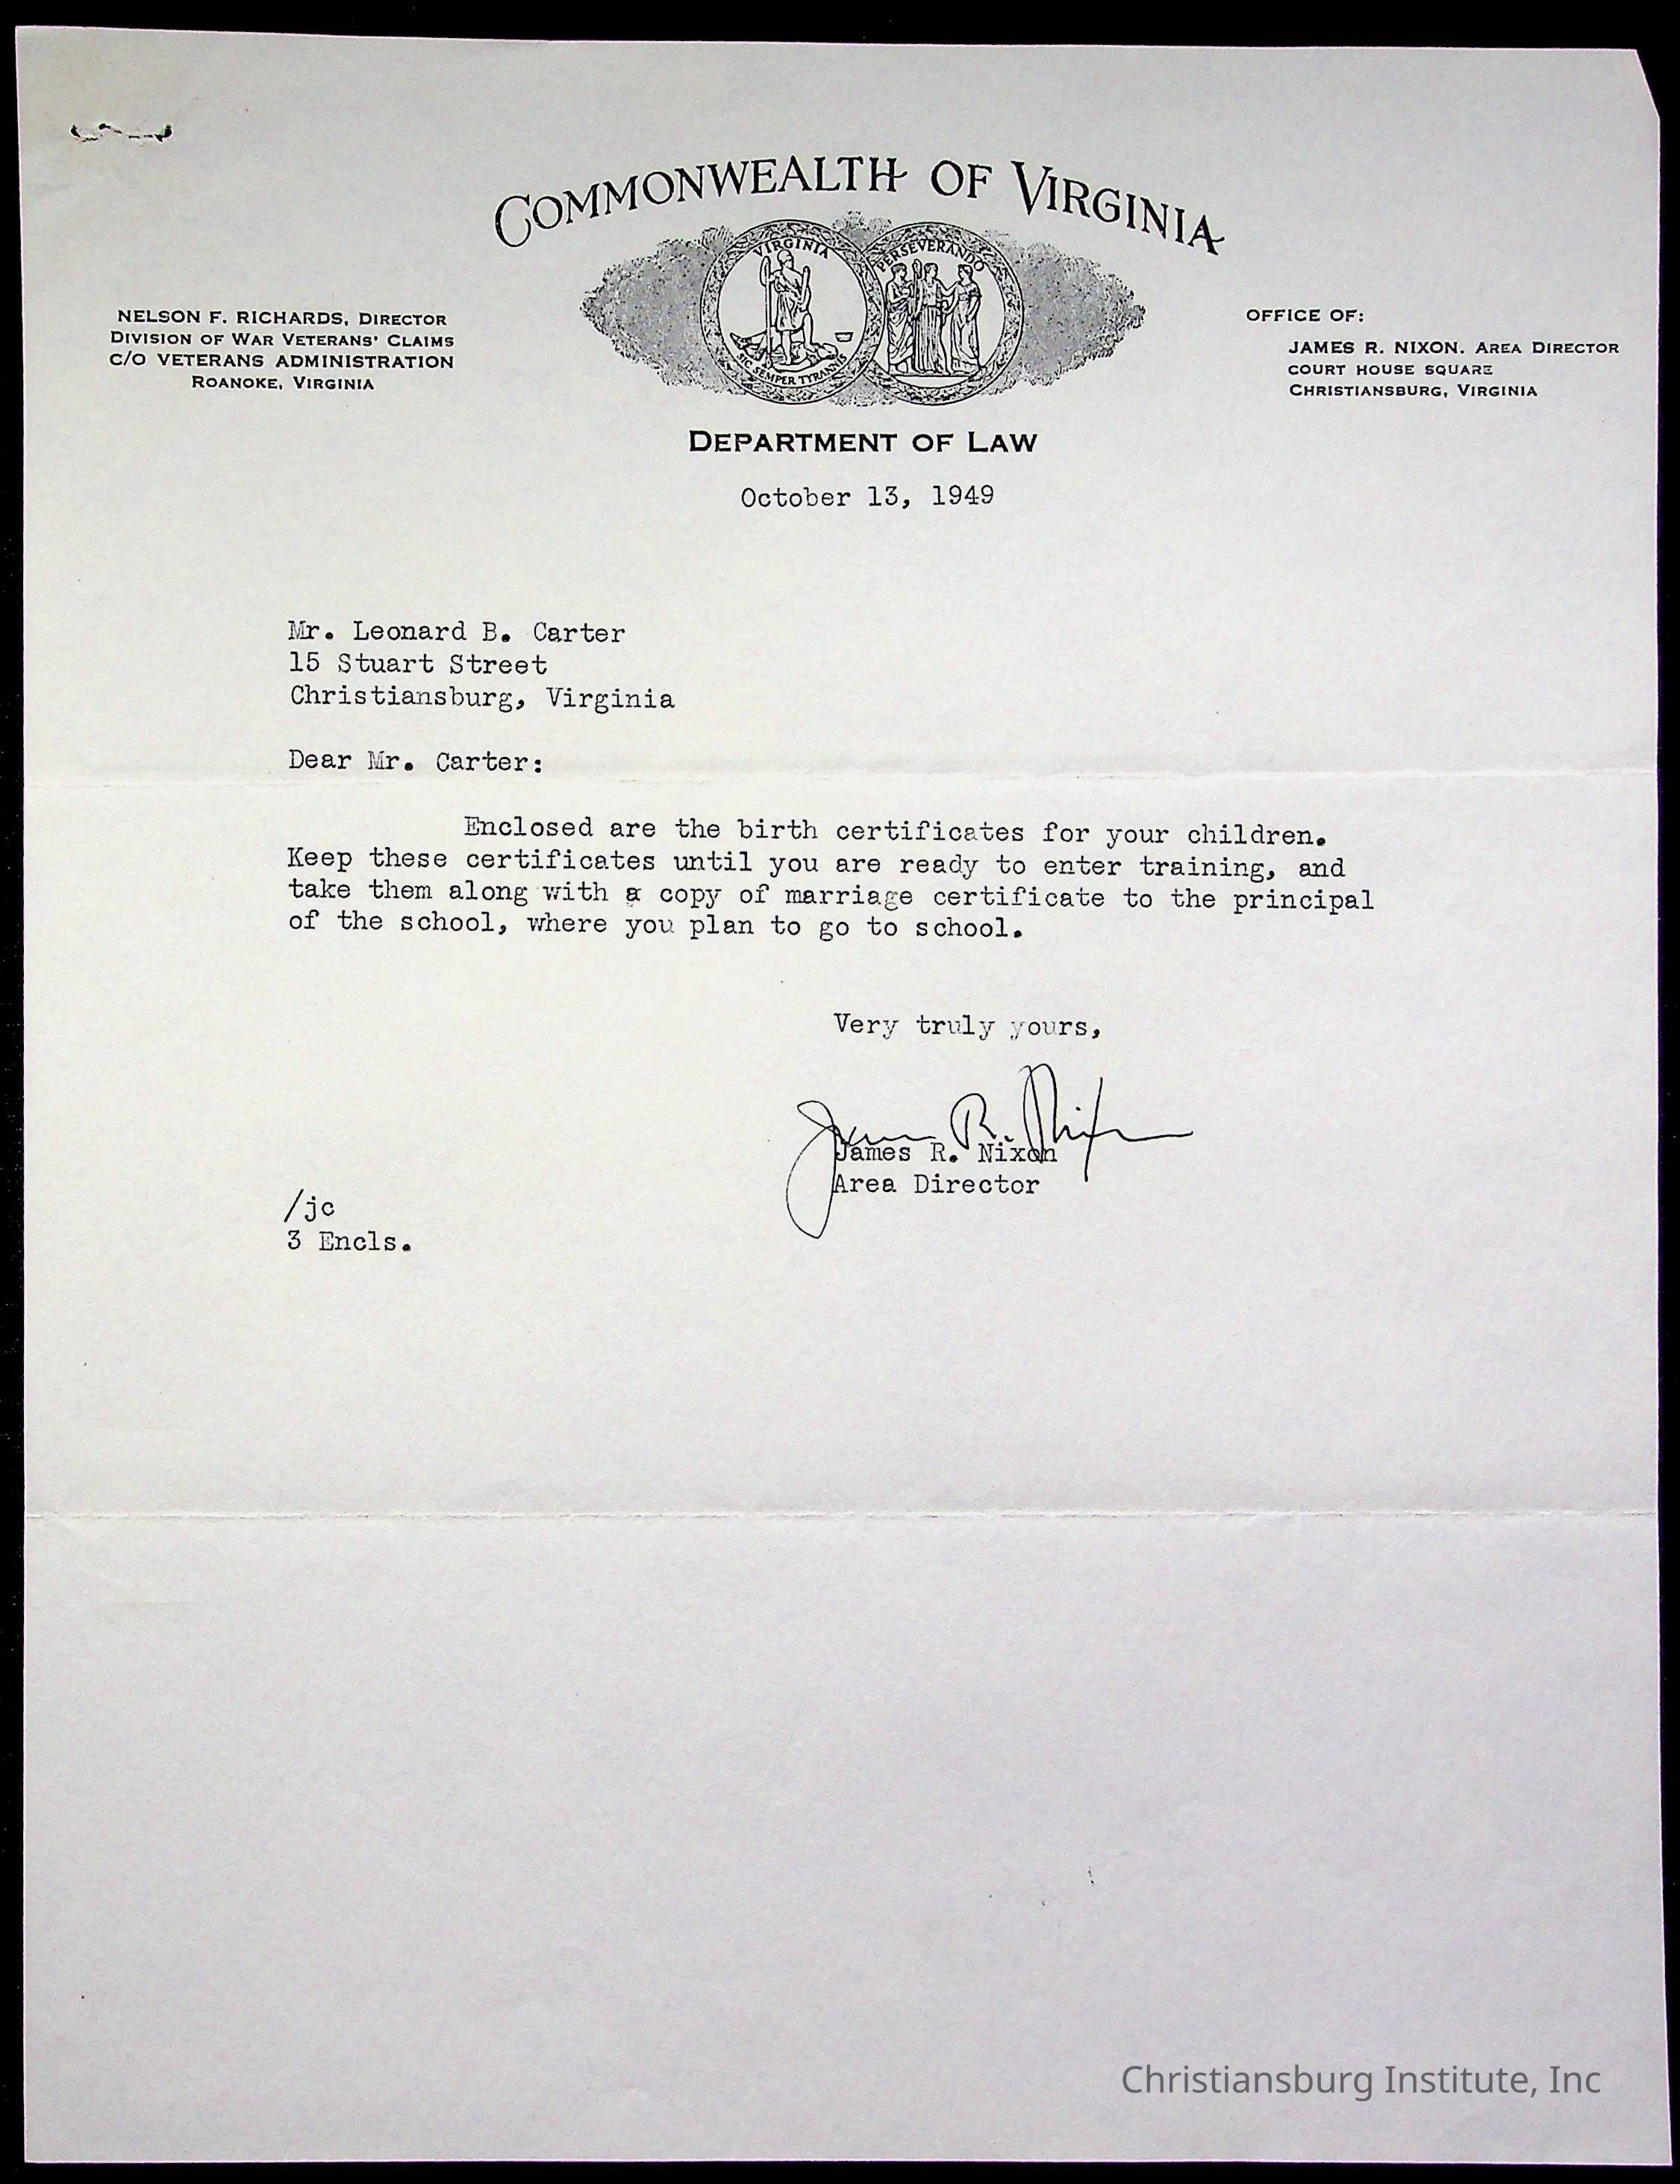 COMMONWEALTH OF VIRGINIA
VIRGINIA
SIC SEMPER TYRANNIS
PERSEVERANDO
NELSON F. RICHARDS, DIRECTOR
DIVISION OF WAR VETERANS' CLAIMS
C/O VETERANS ADMINISTRATION
ROANOKE, VIRGINIA
OFFICE OF:
JAMES R. NIXON. AREA DIRECTOR
COURT HOUSE SQUARE
CHRISTIANSBURG, VIRGINIA
DEPARTMENT OF LAW
October 13, 1949
Mr. Leonard B. Carter
15 Stuart Street
Christiansburg, Virginia
Dear Mr. Carter:
Enclosed are the birth certificates for your children.
Keep these certificates until you are ready to enter training, and
take them along with a copy of marriage certificate to the principal
of the school, where you plan to go to school.
Very truly yours,
James R. Nixon
James R. Nixon
Area Director
/jc
3 Encls.
Christiansburg Institute, Inc